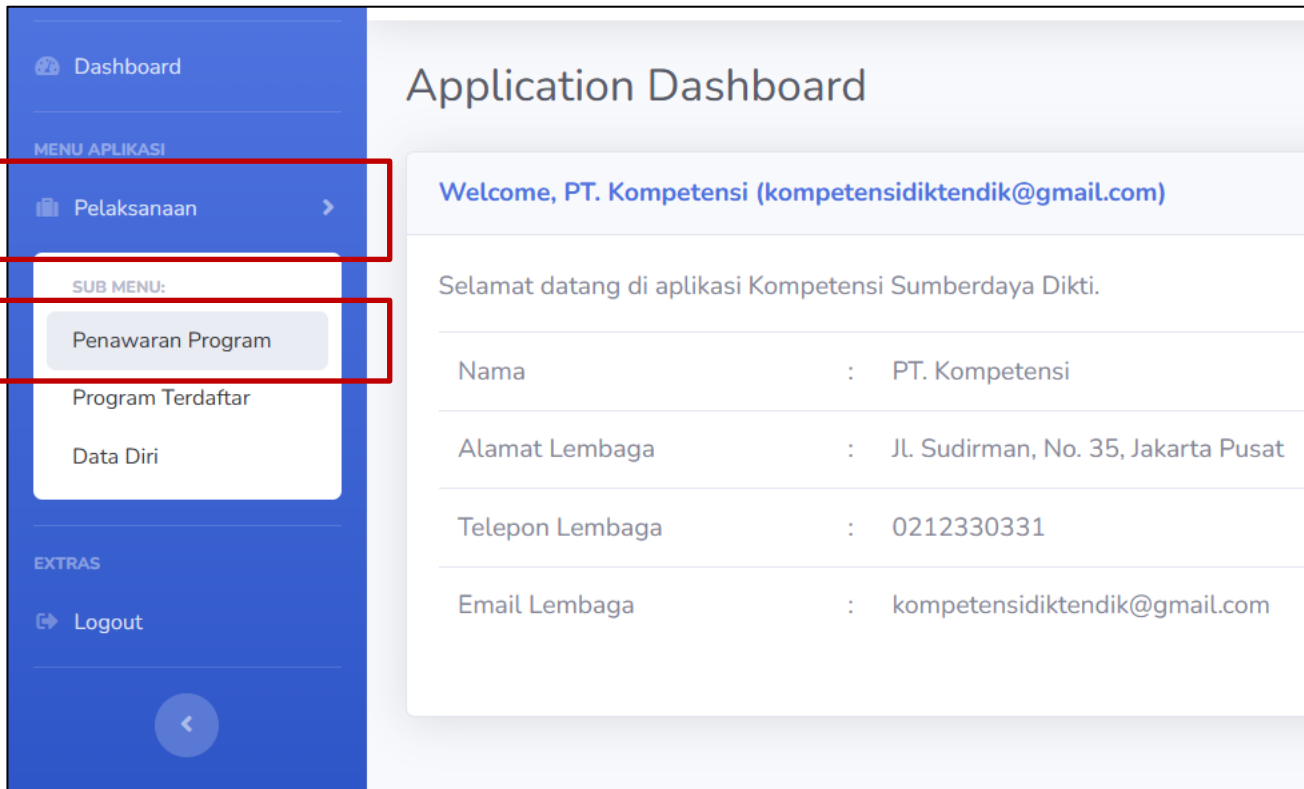 Dashboard
MENU APLIKASI
Pelaksanaan
SUB MENU:
Penawaran Program
Program Terdaftar
Data Diri
EXTRAS
Logout
Application Dashboard
Welcome, PT. Kompetensi (kompetensidiktendik@gmail.com)
Selamat datang di aplikasi Kompetensi Sumberdaya Dikti.
Nama : PT. Kompetensi
Alamat Lembaga : Jl. Sudirman, No. 35, Jakarta Pusat
Telepon Lembaga : 0212330331
Email Lembaga : kompetensidiktendik@gmail.com